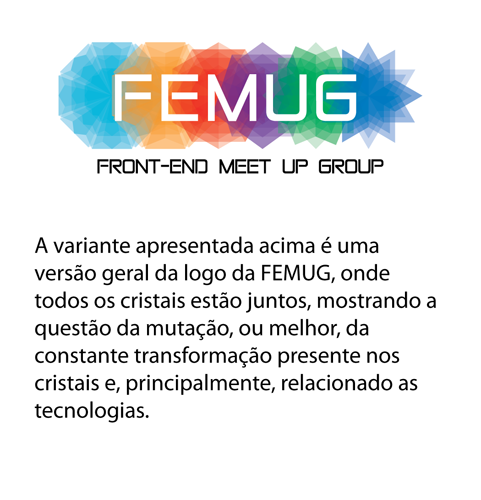 FEMUG
FRONT-END MEET UP GROUP
A variante apresentada acima é uma
versão geral da logo da FEMUG, onde
todos os cristais estão juntos, mostrando a
questão da mutação, ou melhor, da
constante transformação presente nos
cristais e, principalmente, relacionado as
tecnologias.